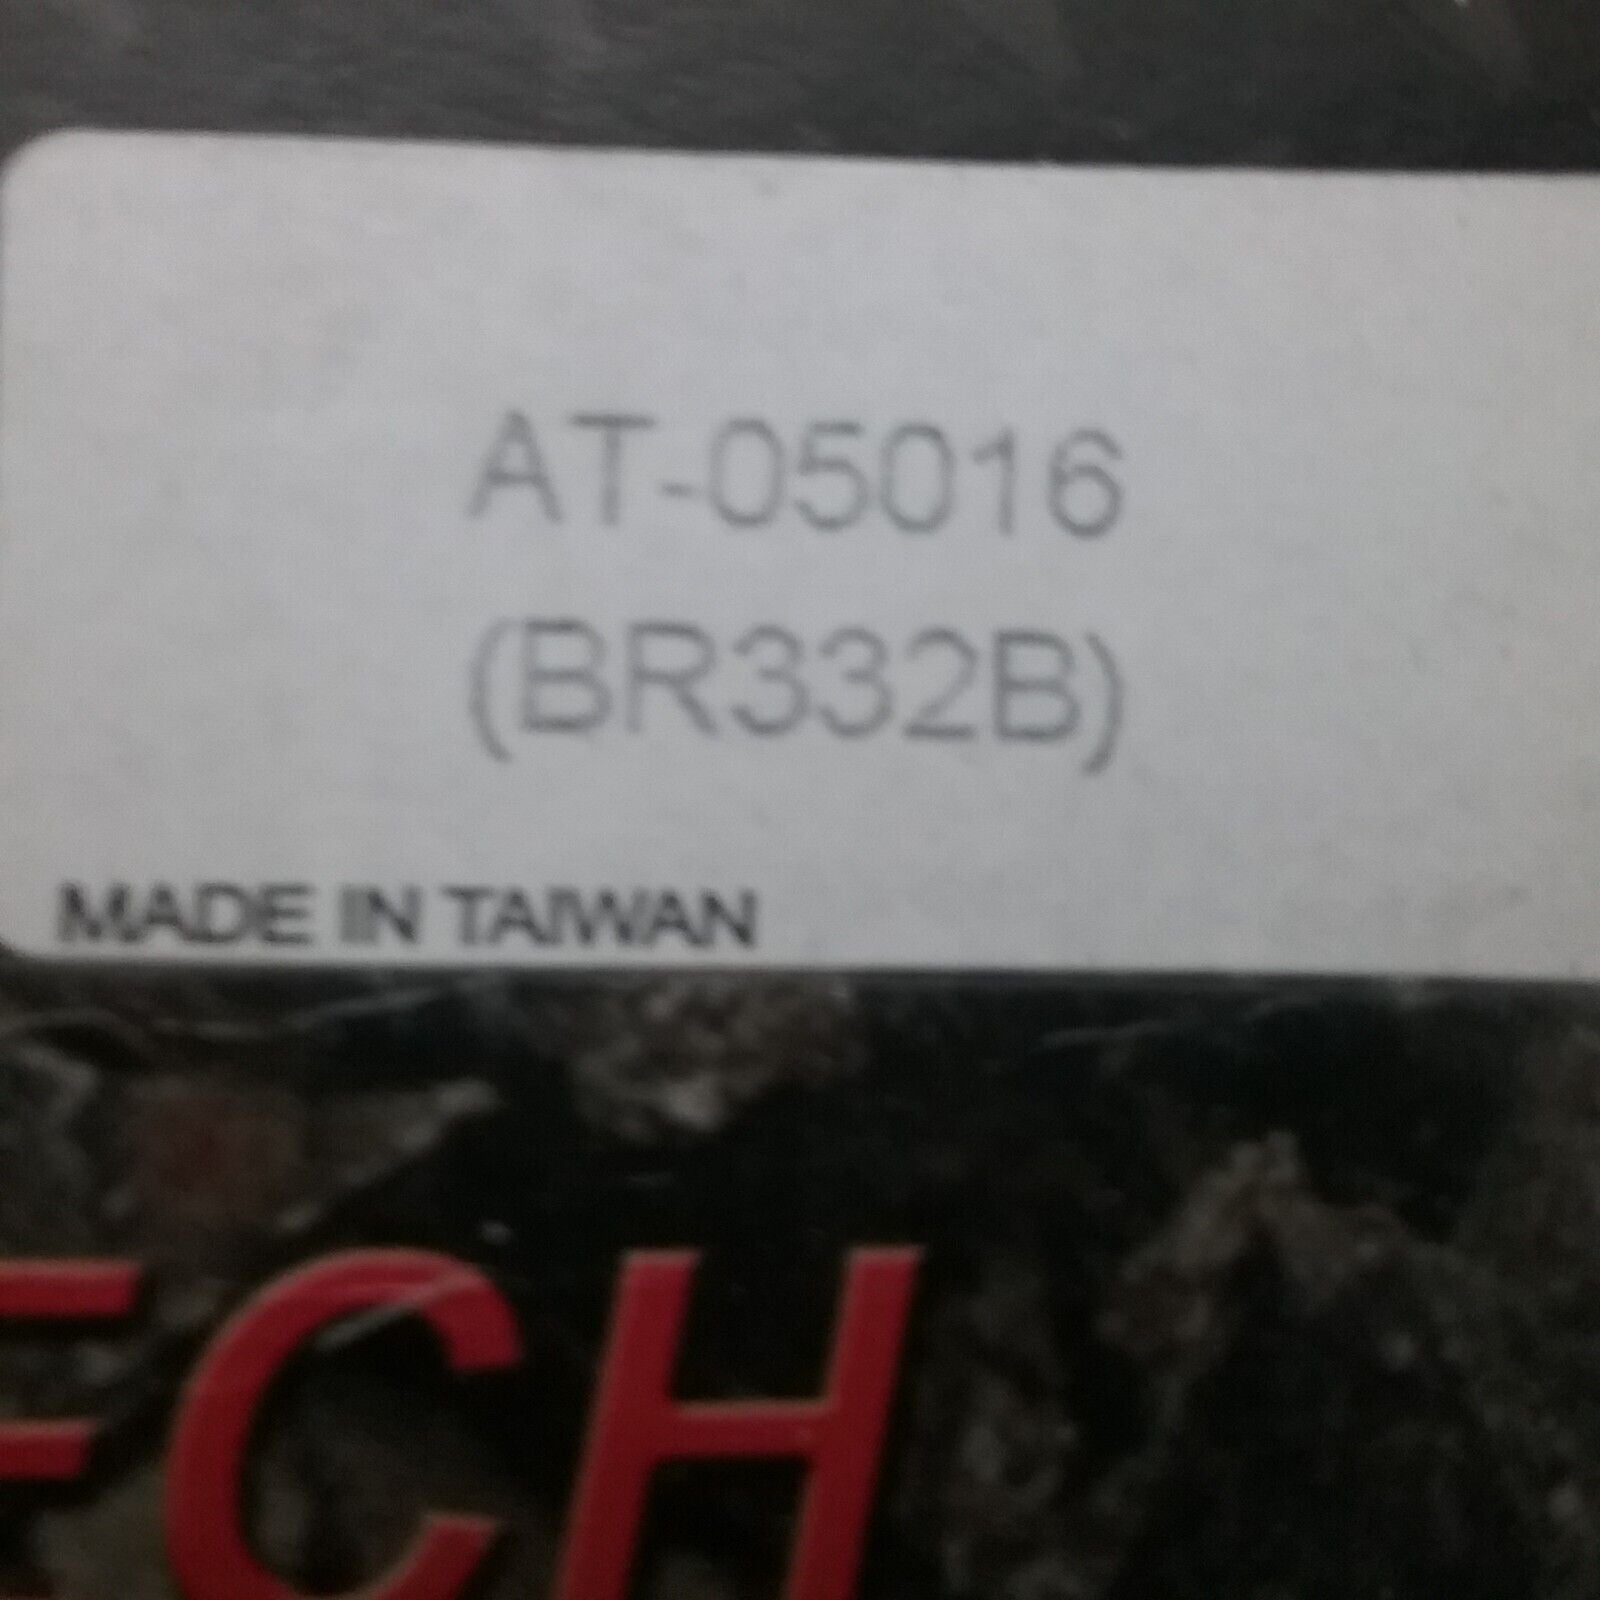 AT-05016
(BR332B)
MADE IN TAIWAN
ECH